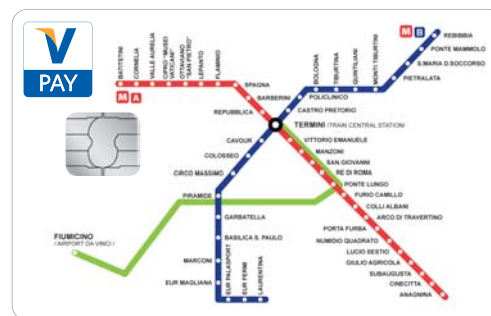 V
PAY
BATTISTINI
CORNELIA
VALLE AURELIA
CIPRO "MUSEI
VATICANI"
OTTAVIANO
"SAN PIETRO"
LEPANTO
FLAMINIO
M A
SPAGNA
BARBERINI
REPUBBLICA
M B
REBIBBIA
PONTE MAMMOLO
S.MARIA D.SOCCORSO
PIETRALATA
MONTI TIBURTINI
QUINTILIANI
TIBURTINA
BOLOGNA
POLICLINICO
CASTRO PRETORIO
TERMINI /TRAIN CENTRAL STATION/
CAVOUR
COLOSSEO
CIRCO MASSIMO
PIRAMIDE
GARBATELLA
BASILICA S. PAULO
MARCONI
EUR MAGLIANA
EUR PALASPORT
EUR FERMI
LAURENTINA
VITTORIO EMANUELE
MANZONI
SAN GIOVANNI
RE DI ROMA
PONTE LUNGO
FURIO CAMILLO
COLLI ALBANI
ARCO DI TRAVERTINO
PORTA FURBA
NUMIDIO QUADRATO
LUCIO SESTIO
GIULIO AGRICOLA
SUBAUGUSTA
CINECITTA
ANAGNINA
FIUMICINO
/AIRPORT DA VINCI /